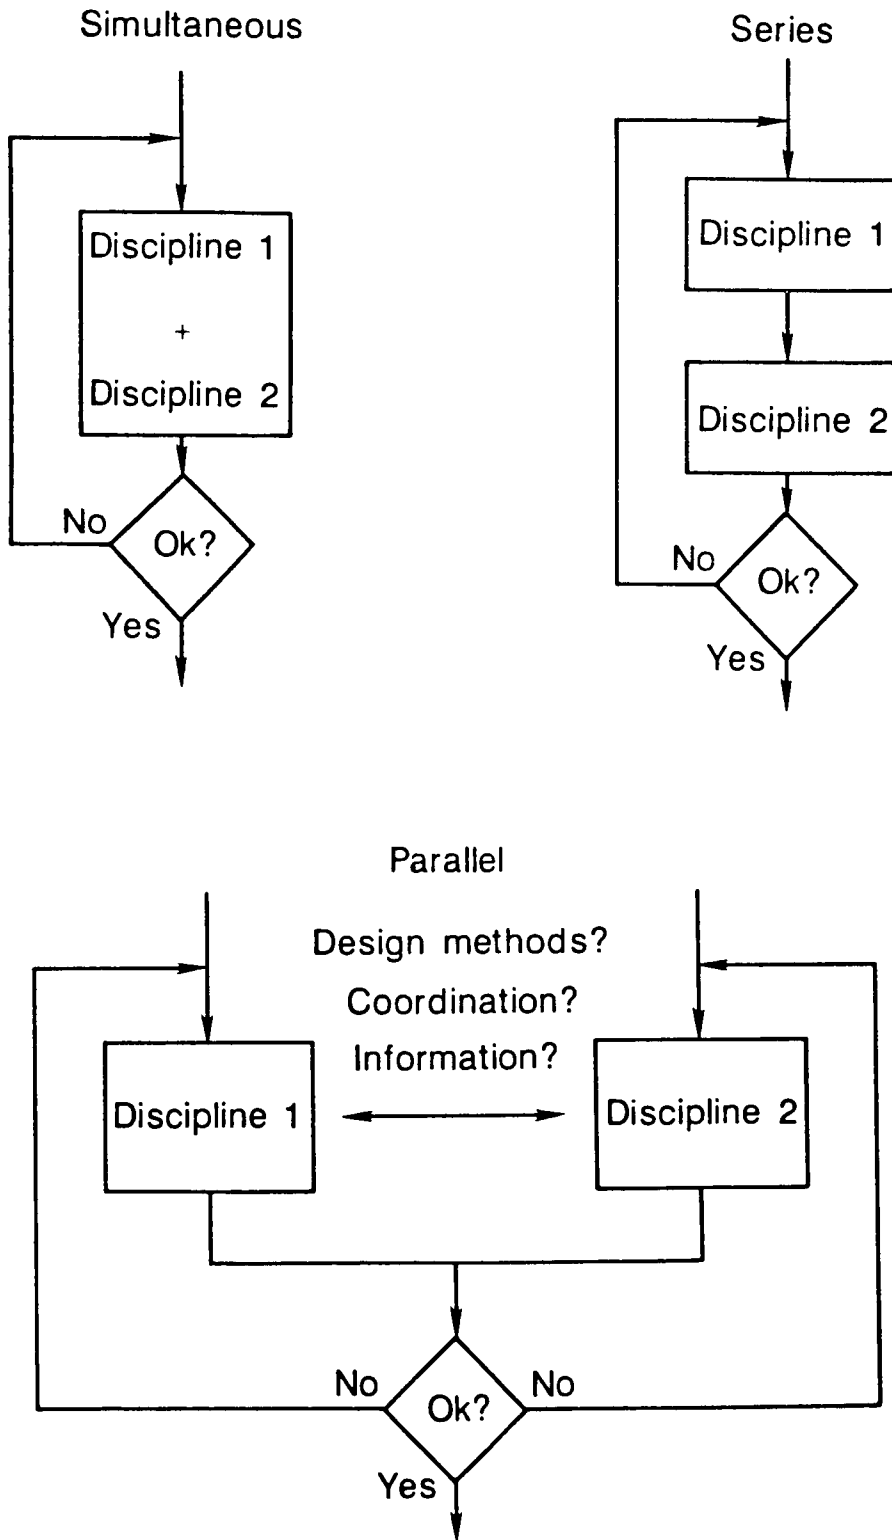 Simultaneous
Discipline 1
+
Discipline 2
No
Ok?
Yes
Series
Discipline 1
Discipline 2
No
Ok?
Yes
Parallel
Design methods?
Coordination?
Information?
Discipline 1
Discipline 2
No
Ok?
No
Yes